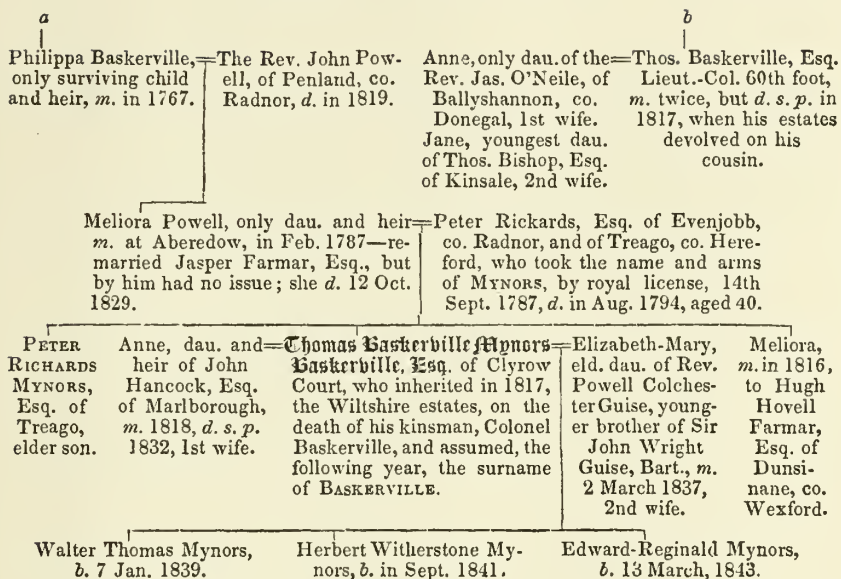 a
b
Philippa Baskerville,
only surviving child
and heir, m. in 1767.
The Rev. John Pow-
ell, of Penland, co.
Radnor, d. in 1819.
Anne, only dau. of the
Rev. Jas. O'Neile, of
Ballyshannon, co.
Donegal, 1st wife.
Jane, youngest dau.
of Thos. Bishop, Esq.
of Kinsale, 2nd wife.
Thos. Baskerville, Esq.
Lieut.-Col. 60th foot,
m. twice, but d. s. p. in
1817, when his estates
devolved on his
cousin.
Meliora Powell, only dau. and heir
m. at Aberedow, in Feb. 1787—re-
married Jasper Farmar, Esq., but
by him had no issue; she d. 12 Oct.
1829.
Peter Rickards, Esq. of Evenjobb,
co. Radnor, and of Treago, co. Here-
ford, who took the name and arms
of MYNORS, by royal license, 14th
Sept. 1787, d. in Aug. 1794, aged 40.
PETER
RICHARDS
MYNORS,
Esq. of
Treago,
elder son.
Anne, dau. and
heir of John
Hancock, Esq.
of Marlborough,
m. 1818, d. s. p.
1832, 1st wife.
Thomas Baskerville Mynors
Baskerville, Esq. of Clyrow
Court, who inherited in 1817,
the Wiltshire estates, on the
death of his kinsman, Colonel
Baskerville, and assumed, the
following year, the surname
of BASKERVILLE.
Elizabeth-Mary,
eld. dau. of Rev.
Powell Colches-
ter Guise, young-
er brother of Sir
John Wright
Guise, Bart., m.
2 March 1837,
2nd wife.
Meliora,
m. in 1816,
to Hugh
Hovell
Farmar,
Esq. of
Dunsi-
nane, co.
Wexford.
Walter Thomas Mynors,
b. 7 Jan. 1839.
Herbert Witherstone My-
nors, b. in Sept. 1841.
Edward-Reginald Mynors,
b. 13 March, 1843.